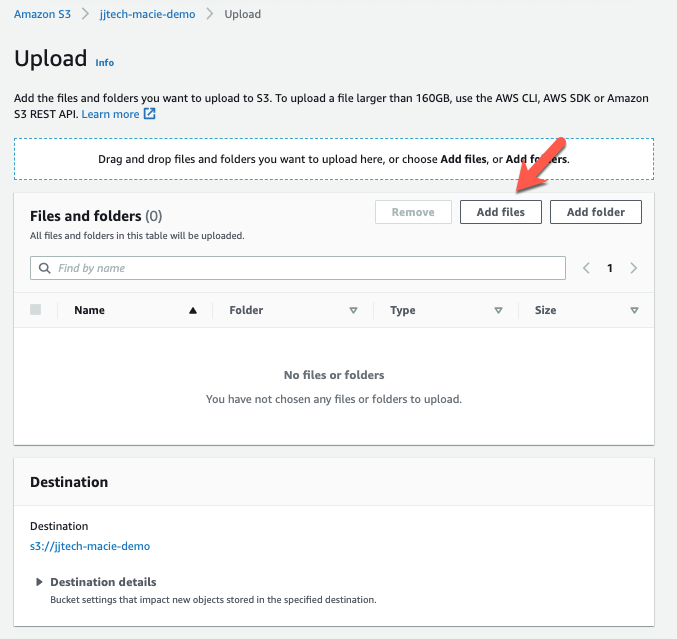 Amazon S3 > jjtech-macie-demo > Upload
Upload Info
Add the files and folders you want to upload to S3. To upload a file larger than 160GB, use the AWS CLI, AWS SDK or Amazon
S3 REST API. Learn more
Drag and drop files and folders you want to upload here, or choose Add files, or Add folders.
Files and folders (0)
Remove
Add files
Add folder
All files and folders in this table will be uploaded.
Find by name
1
Name Folder Type Size
No files or folders
You have not chosen any files or folders to upload.
Destination
Destination
s3://jjtech-macie-demo
Destination details
Bucket settings that impact new objects stored in the specified destination.